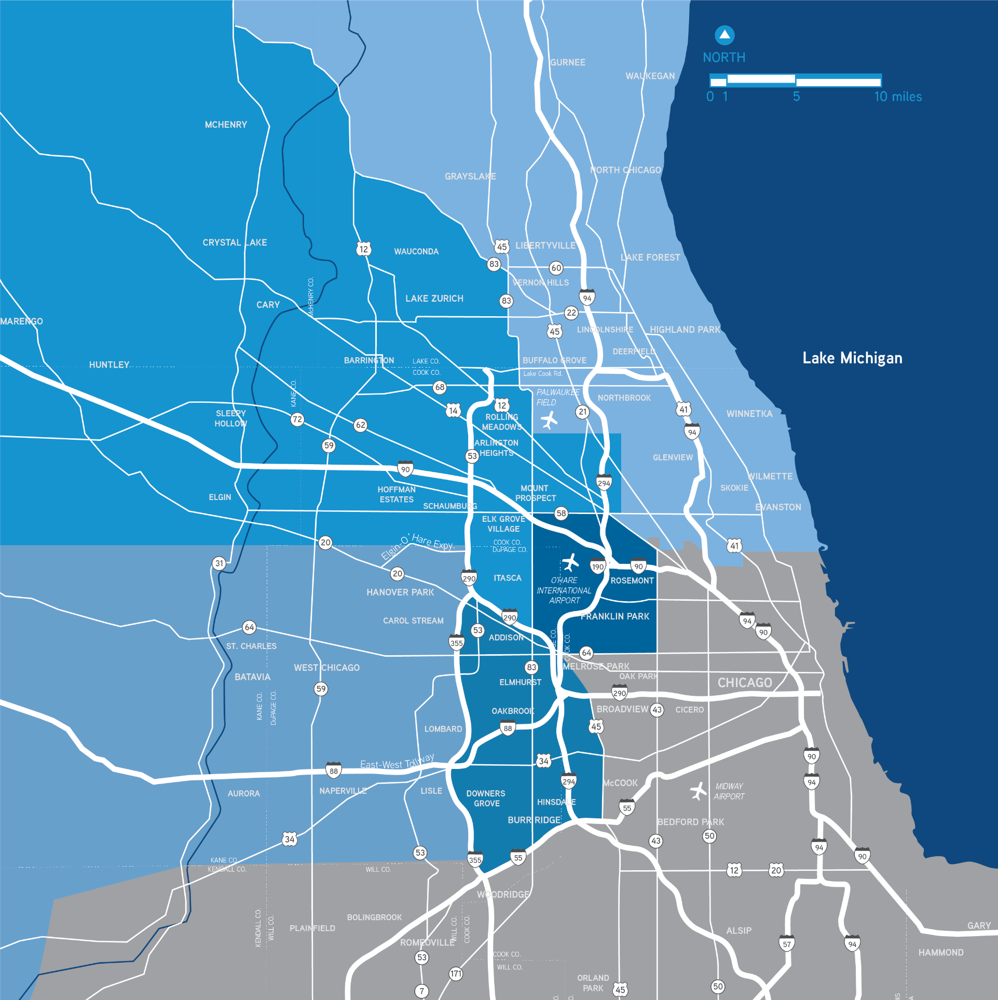 NORTH
0 1 5 10 miles
GURNEE
WAUKEGAN
MCHENRY
NORTH CHICAGO
GRAYSLAKE
CRYSTAL LAKE
12
WAUCONDA
45
LIBERTYVILLE
LAKE FOREST
83
60
VERNON HILLS
McHENRY CO.
CARY
LAKE ZURICH
83
94
22
MARENGO
45
LINCOLNSHIRE
HIGHLAND PARK
DEERFIELD
Lake Michigan
HUNTLEY
BARRINGTON
LAKE CO.
COOK CO.
BUFFALO GROVE
Lake Cook Rd.
68
KANE CO.
PALWAUKEE
FIELD
NORTHBROOK
14
12
21
41
WINNETKA
SLEEPY
HOLLOW
72
62
ROLLING
MEADOWS
94
59
ARLINGTON
HEIGHTS
53
GLENVIEW
90
WILMETTE
294
SKOKIE
HOFFMAN
ESTATES
MOUNT
PROSPECT
ELGIN
SCHAUMBURG
EVANSTON
58
ELK GROVE
VILLAGE
20
Elgin-O'Hare Expy.
COOK CO.
DuPAGE CO.
41
31
190
90
20
290
ITASCA
O'HARE
INTERNATIONAL
AIRPORT
ROSEMONT
HANOVER PARK
CAROL STREAM
290
FRANKLIN PARK
94
90
64
53
ADDISON
355
COOK CO.
ST. CHARLES
64
WEST CHICAGO
83
MELROSE PARK
BATAVIA
OAK PARK
ELMHURST
CHICAGO
59
290
KANE CO.
DuPAGE CO.
OAKBROOK
BROADVIEW
43
CICERO
88
45
LOMBARD
East-West Tollway
34
90
88
294
94
McCOOK
MIDWAY
AIRPORT
AURORA
NAPERVILLE
LISLE
DOWNERS
GROVE
HINSDALE
55
BURR RIDGE
BEDFORD PARK
34
43
50
53
94
90
355
55
KANE CO.
KENDALL CO.
WILL CO.
12
20
WOODRIDGE
BOLINGBROOK
KENDALL CO.
WILL CO.
PLAINFIELD
WILL CO.
COOK CO.
ALSIP
GARY
ROMEOVILLE
57
94
HAMMOND
53
COOK CO.
WILL CO.
171
ORLAND
PARK
7
45
50